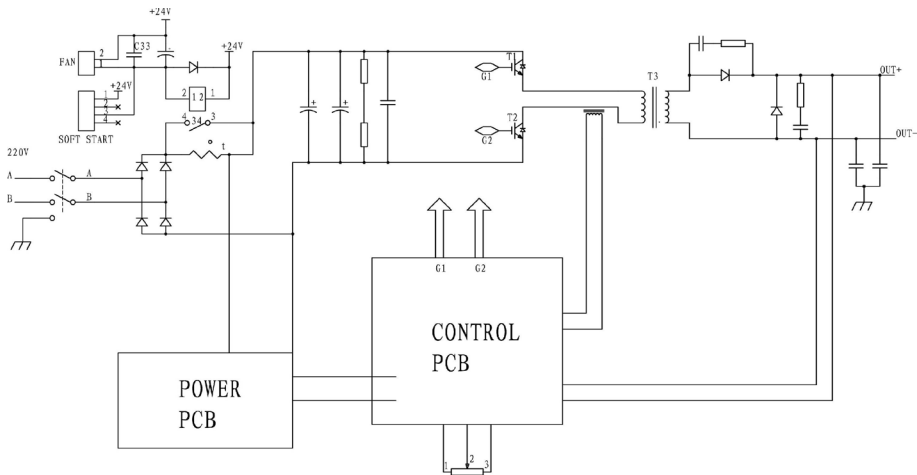 +24V
2
C33
+24V
FAN
1
+24V
1
2
3
4
2
12
1
4
34
3
SOFT START
t
220V
A
A
B
B
T1
G1
T2
G2
T3
OUT+
OUT-
G1
G2
CONTROL
PCB
POWER
PCB
1
2
3